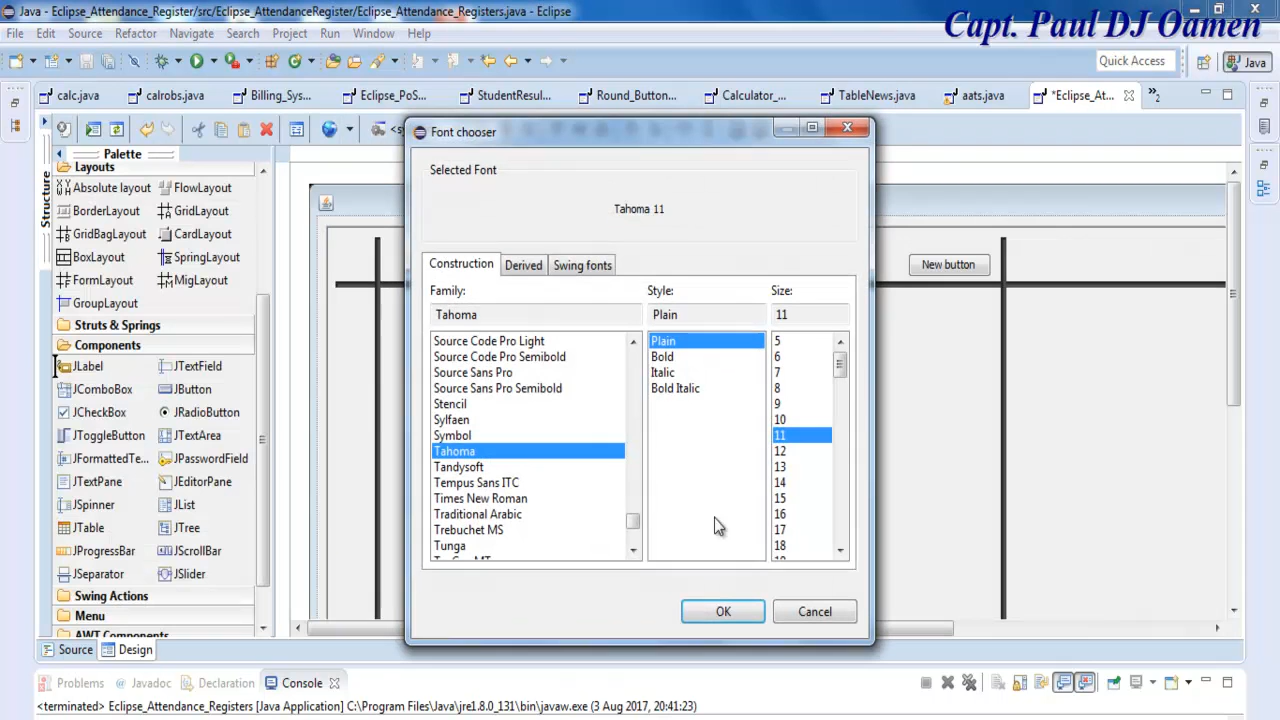 Java - Eclipse_Attendance_Register/src/Eclipse_AttendanceRegister/Eclipse_Attendance_Registers.java - Eclipse
Capt. Paul DJ Oamen
File Edit Source Refactor Navigate Search Project Run Window Help
Quick Access
Java
calc.java calrobs.java Billing_Sys... Eclipse_PoS... StudentResul... Round_Button... Calculator_... TableNews.java aats.java *Eclipse_At... »2
Structure
Palette
Layouts
Absolute layout FlowLayout
BorderLayout GridLayout
GridBagLayout CardLayout
BoxLayout SpringLayout
FormLayout MigLayout
GroupLayout
Struts & Springs
Components
JLabel JTextField
JComboBox JButton
JCheckBox JRadioButton
JToggleButton JTextArea
JFormattedTe... JPasswordField
JTextPane JEditorPane
JSpinner JList
JTable JTree
JProgressBar JScrollBar
JSeparator JSlider
Swing Actions
Menu
AWT Components
Font chooser
Selected Font
Tahoma 11
Construction Derived Swing fonts
Family: Style: Size:
Tahoma Plain 11
Source Code Pro Light Plain 5
Source Code Pro Semibold Bold 6
Source Sans Pro Italic 7
Source Sans Pro Semibold Bold Italic 8
Stencil 9
Sylfaen 10
Symbol 11
Tahoma 12
Tandysoft 13
Tempus Sans ITC 14
Times New Roman 15
Traditional Arabic 16
Trebuchet MS 17
Tunga 18
OK Cancel
New button
Source Design
Problems Javadoc Declaration Console
<terminated> Eclipse_Attendance_Registers [Java Application] C:\Program Files\Java\jre1.8.0_131\bin\javaw.exe (3 Aug 2017, 20:41:23)